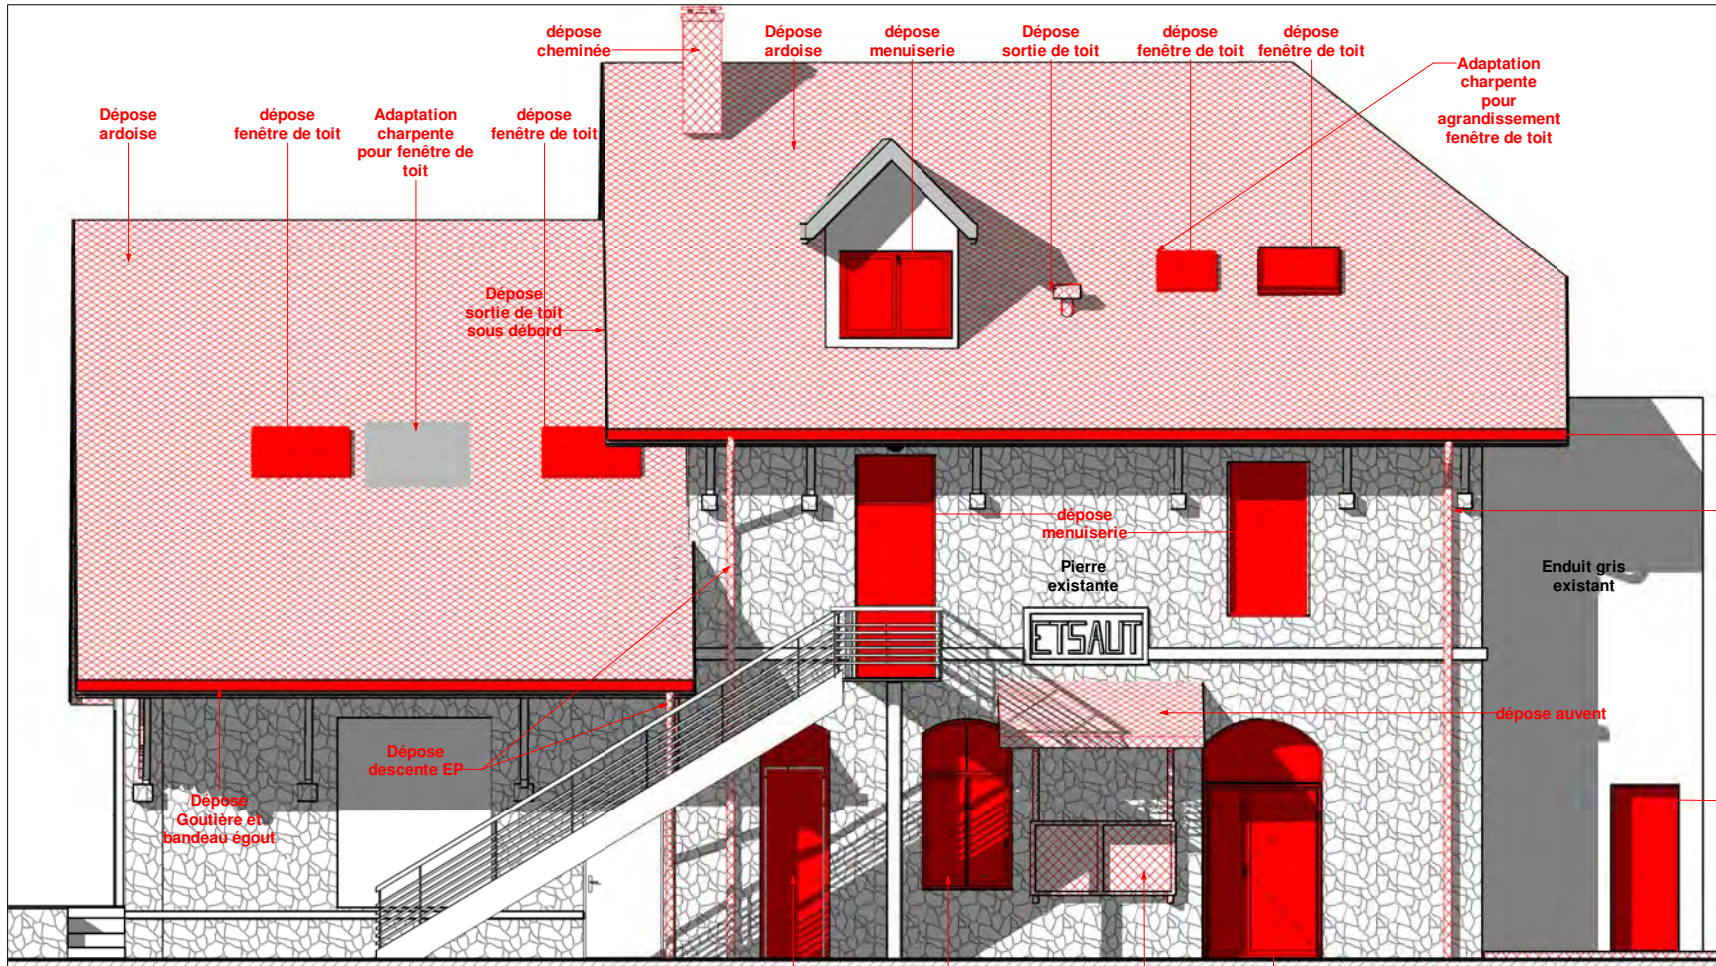 dépose
cheminée
Dépose
ardoise
dépose
menuiserie
Dépose
sortie de toit
dépose
fenêtre de toit
dépose
fenêtre de toit
Adaptation
charpente
pour
agrandissement
fenêtre de toit
Dépose
ardoise
dépose
fenêtre de toit
Adaptation
charpente
pour fenêtre de
toit
dépose
fenêtre de toit
Dépose
sortie de toit
sous débord
dépose
menuiserie
Pierre
existante
Enduit gris
existant
ETSAUT
dépose auvent
Dépose
descente EP
Dépose
Goutière et
bandeau égout